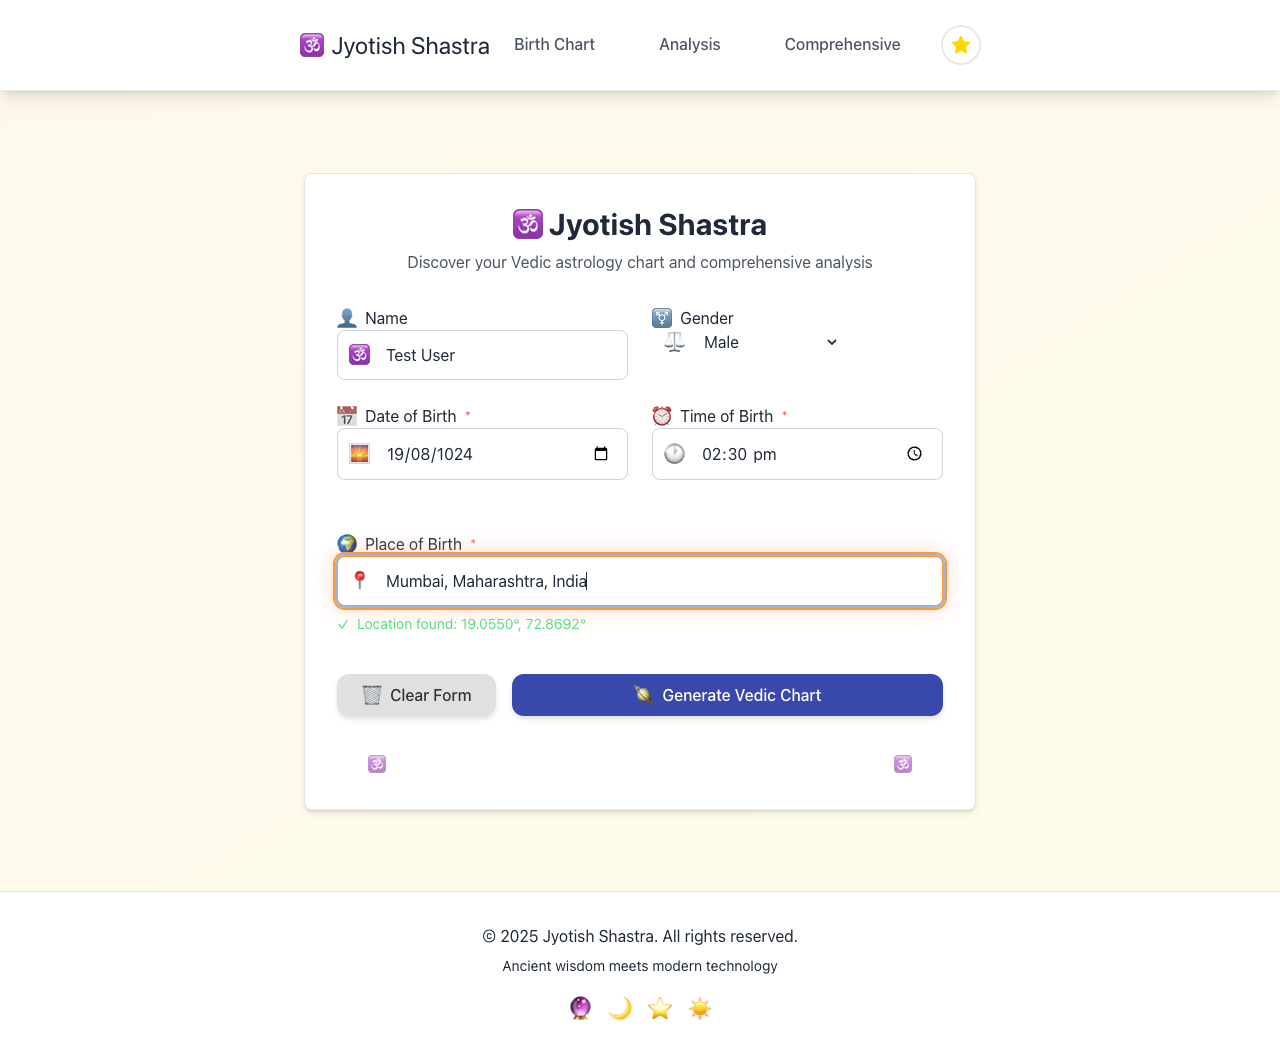 🕉️ Jyotish Shastra Birth Chart Analysis Comprehensive
🕉️ Jyotish Shastra
Discover your Vedic astrology chart and comprehensive analysis
Name
Test User
Gender
Male
Date of Birth *
19/08/1024
Time of Birth *
02:30 pm
Place of Birth *
Mumbai, Maharashtra, India
✓ Location found: 19.0550°, 72.8692°
Clear Form
Generate Vedic Chart
🕉️ 🕉️
© 2025 Jyotish Shastra. All rights reserved.
Ancient wisdom meets modern technology